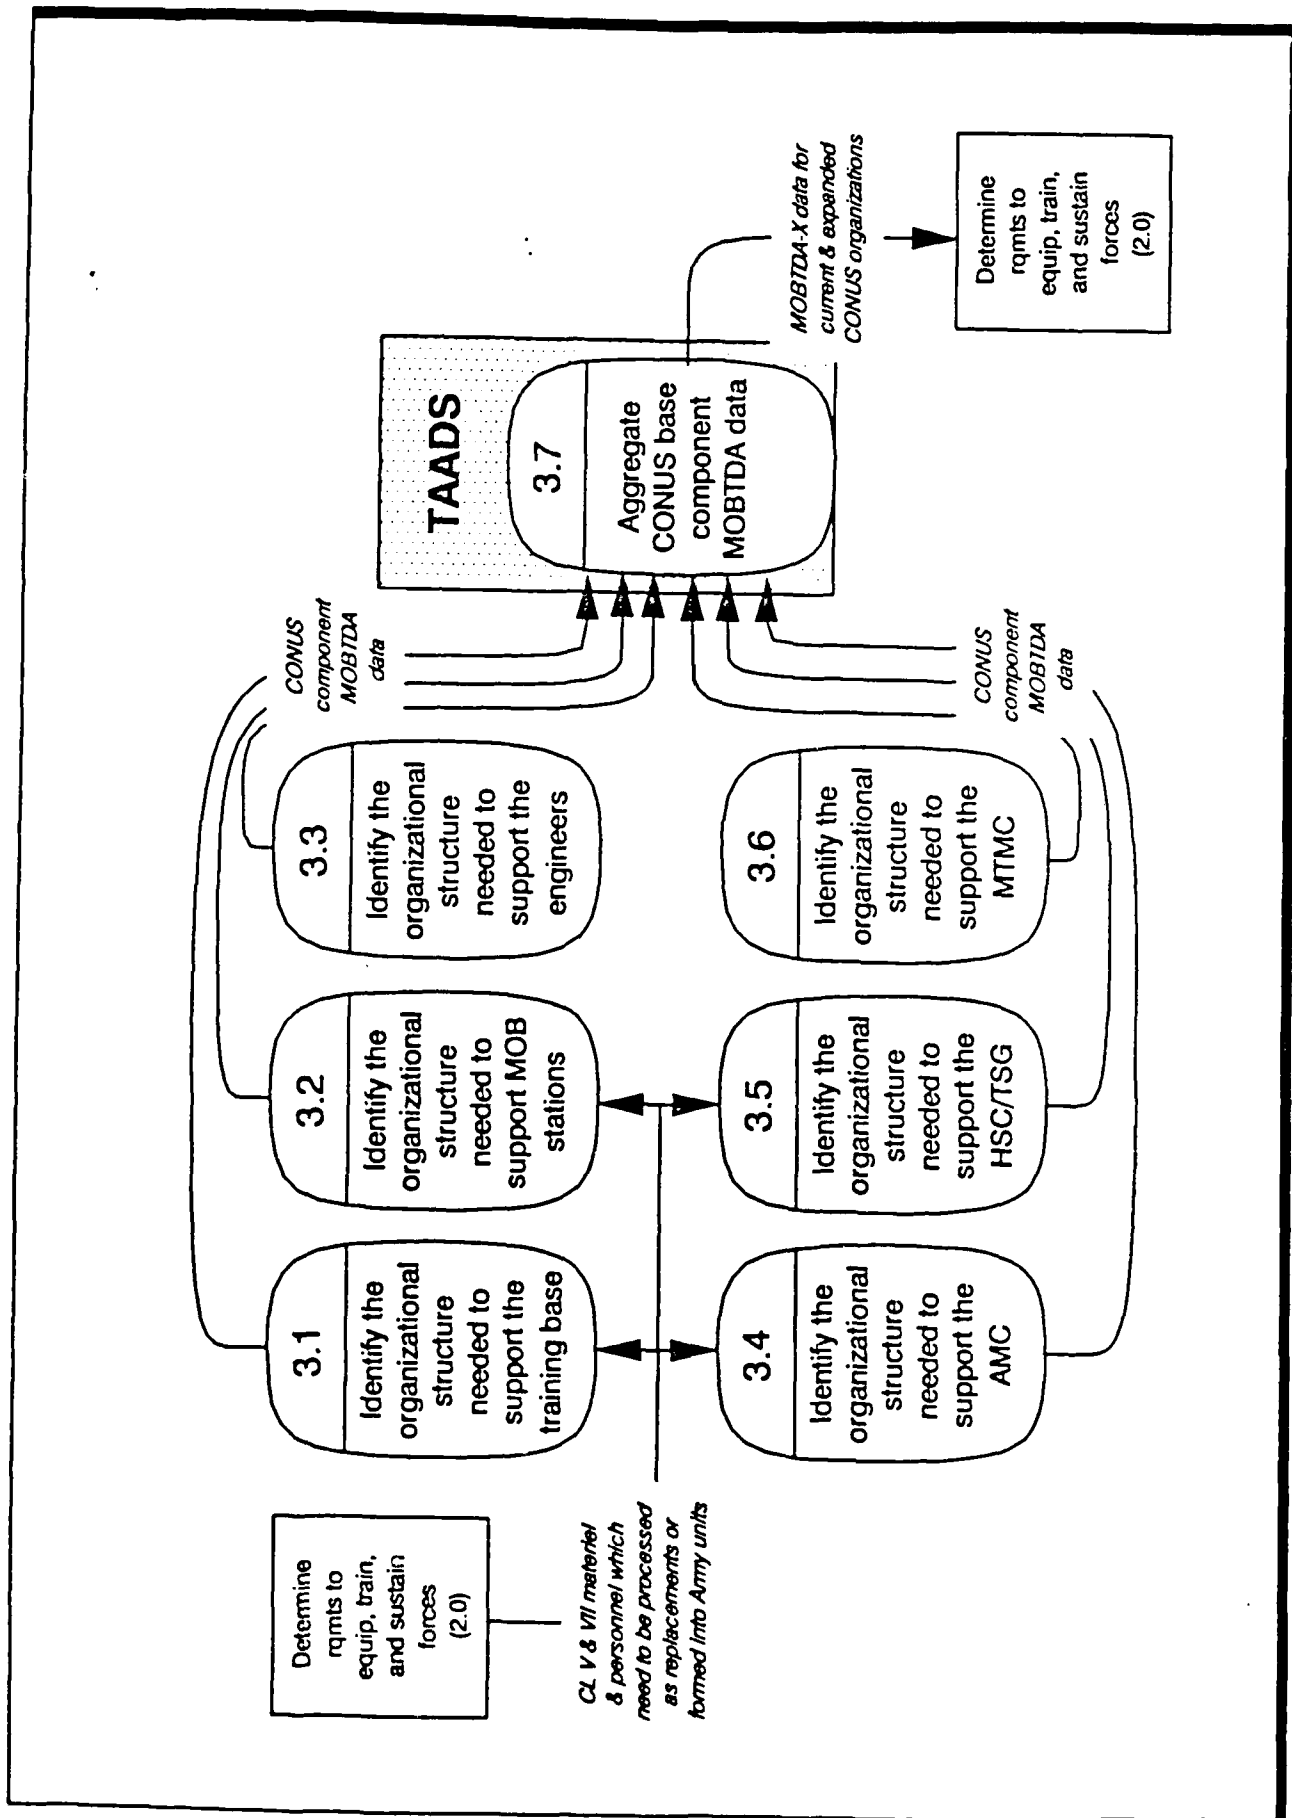 Determine
rqmts to
equip, train,
and sustain
forces
(2.0)
CL V & VII materiel
& personnel which
need to be processed
as replacements or
formed into Army units
3.1
Identify the
organizational
structure
needed to
support the
training base
3.2
Identify the
organizational
structure
needed to
support MOB
stations
3.3
Identify the
organizational
structure
needed to
support the
engineers
3.4
Identify the
organizational
structure
needed to
support the
AMC
3.5
Identify the
organizational
structure
needed to
support the
HSC/TSG
3.6
Identify the
organizational
structure
needed to
support the
MTMC
CONUS
component
MOBTDA
data
CONUS
component
MOBTDA
data
TAADS
3.7
Aggregate
CONUS base
component
MOBTDA data
MOBTDA-X data for
current & expanded
CONUS organizations
Determine
rqmts to
equip, train,
and sustain
forces
(2.0)